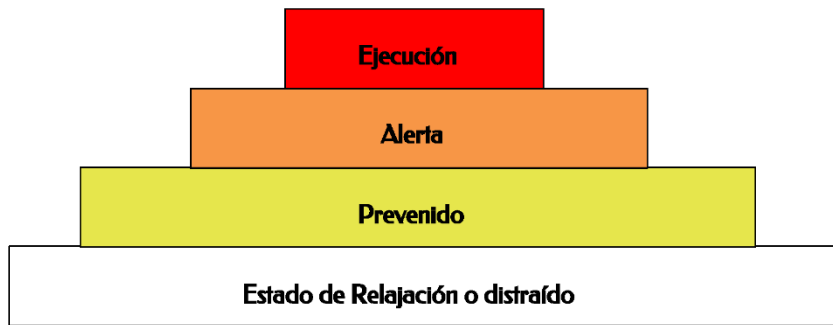 Ejecución
Alerta
Prevenido
Estado de Relajación o distraído